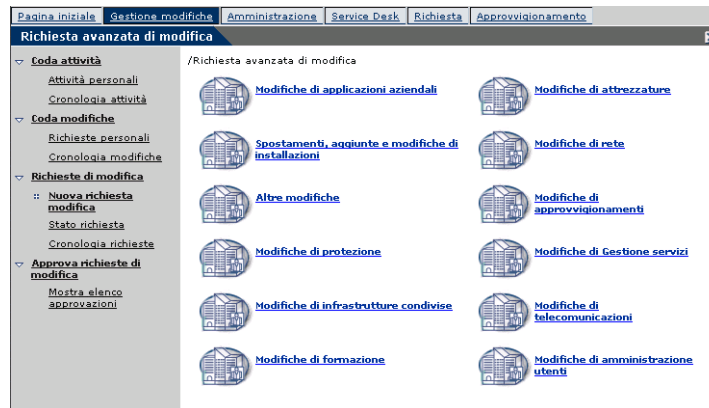 Pagina iniziale Gestione modifiche Amministrazione Service Desk Richiesta Approvvigionamento
Richiesta avanzata di modifica
Coda attività
Attività personali
Cronologia attività
Coda modifiche
Richieste personali
Cronologia modifiche
Richieste di modifica
Nuova richiesta
modifica
Stato richiesta
Cronologia richieste
Approva richieste di
modifica
Mostra elenco
approvazioni
/Richiesta avanzata di modifica
Modifiche di applicazioni aziendali
Modifiche di attrezzature
Spostamenti, aggiunte e modifiche di
installazioni
Modifiche di rete
Altre modifiche
Modifiche di
approvvigionamenti
Modifiche di protezione
Modifiche di Gestione servizi
Modifiche di infrastrutture condivise
Modifiche di
telecomunicazioni
Modifiche di formazione
Modifiche di amministrazione
utenti